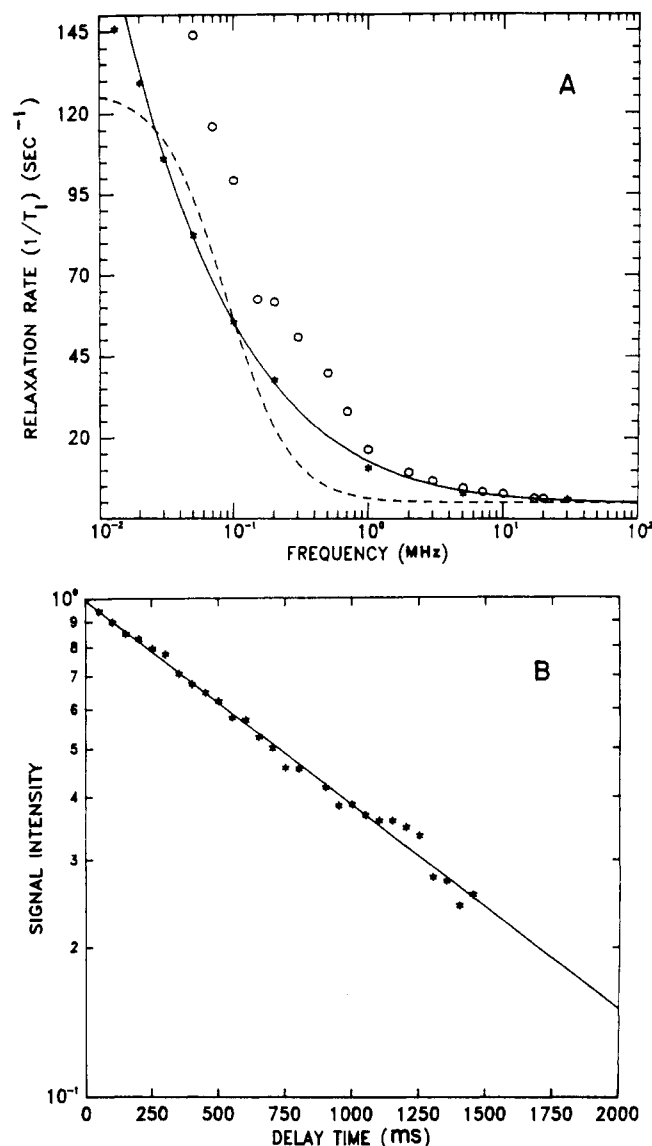 A
RELAXATION RATE (1/T₁) (SEC⁻¹)
145
120
95
70
45
20
10⁻² 10⁻¹ 10⁰ 10¹ 10²
FREQUENCY (MHz)
B
SIGNAL INTENSITY
10⁰
9
8
7
6
5
4
3
2
10⁻¹
0 250 500 750 1000 1250 1500 1750 2000
DELAY TIME (ms)